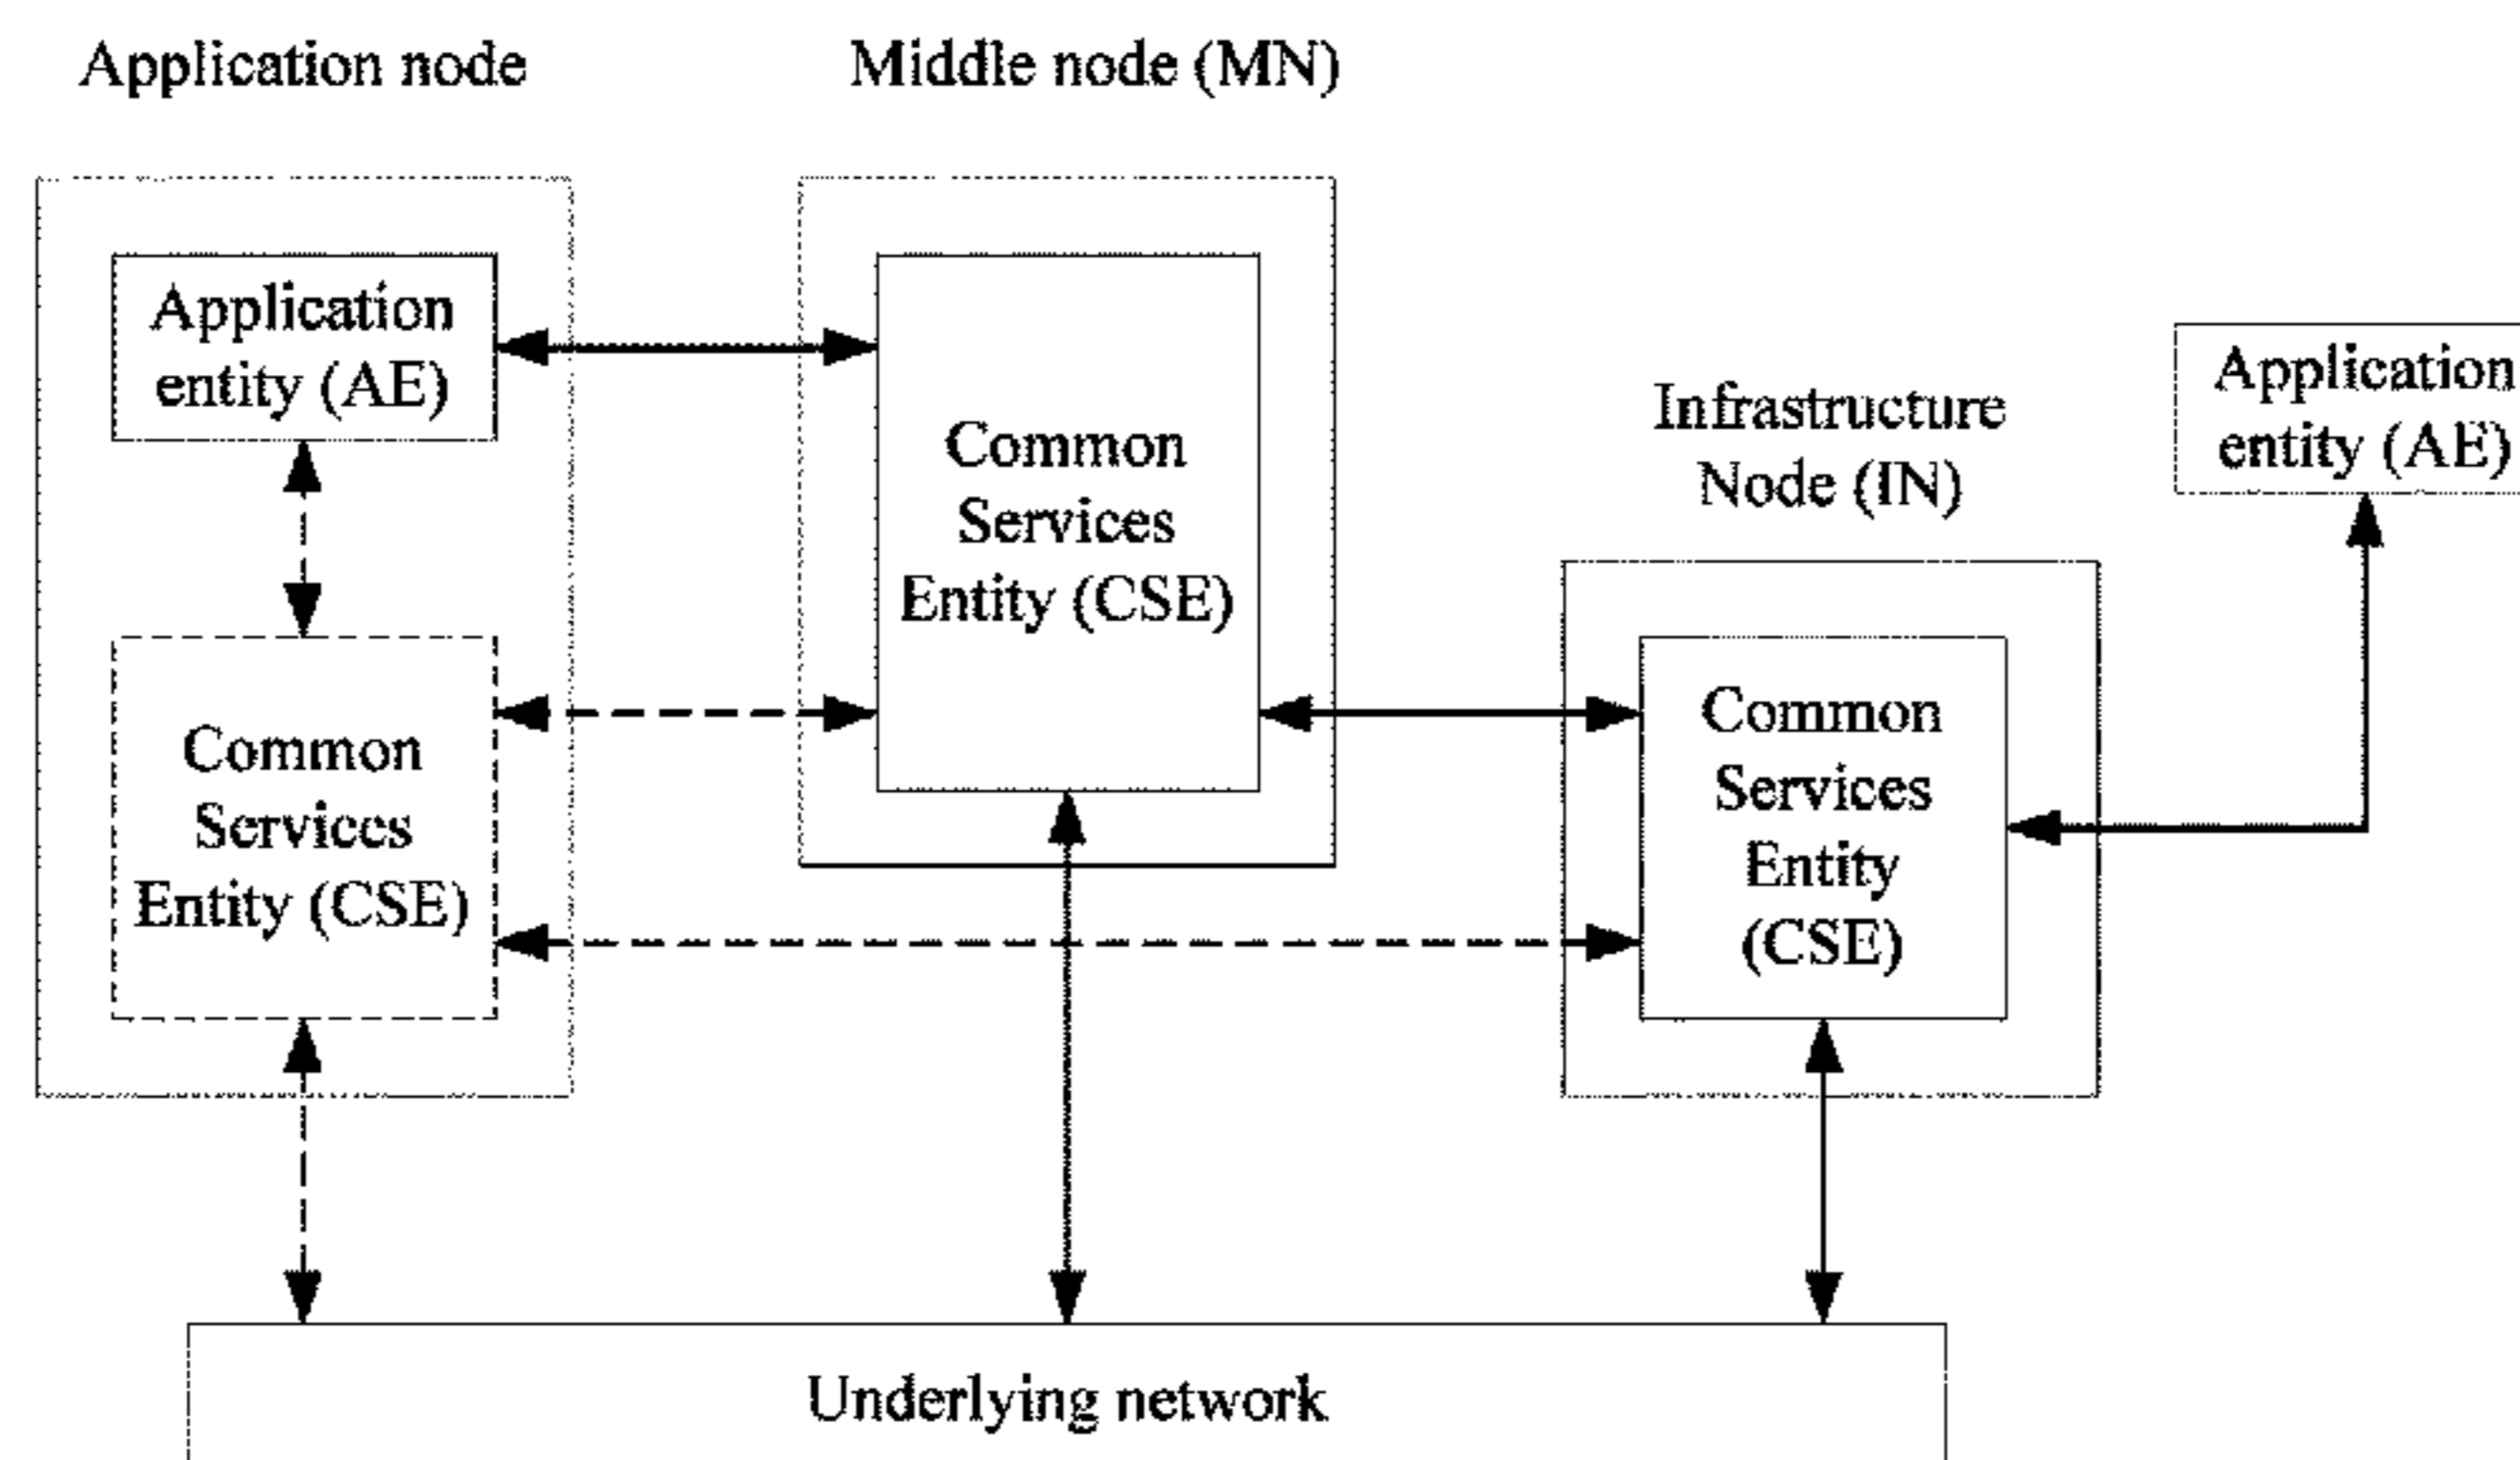 Application node
Middle node (MN)
Application
entity (AE)
Common
Services
Entity (CSE)
Common
Services
Entity (CSE)
Infrastructure
Node (IN)
Common
Services
Entity
(CSE)
Application
entity (AE)
Underlying network